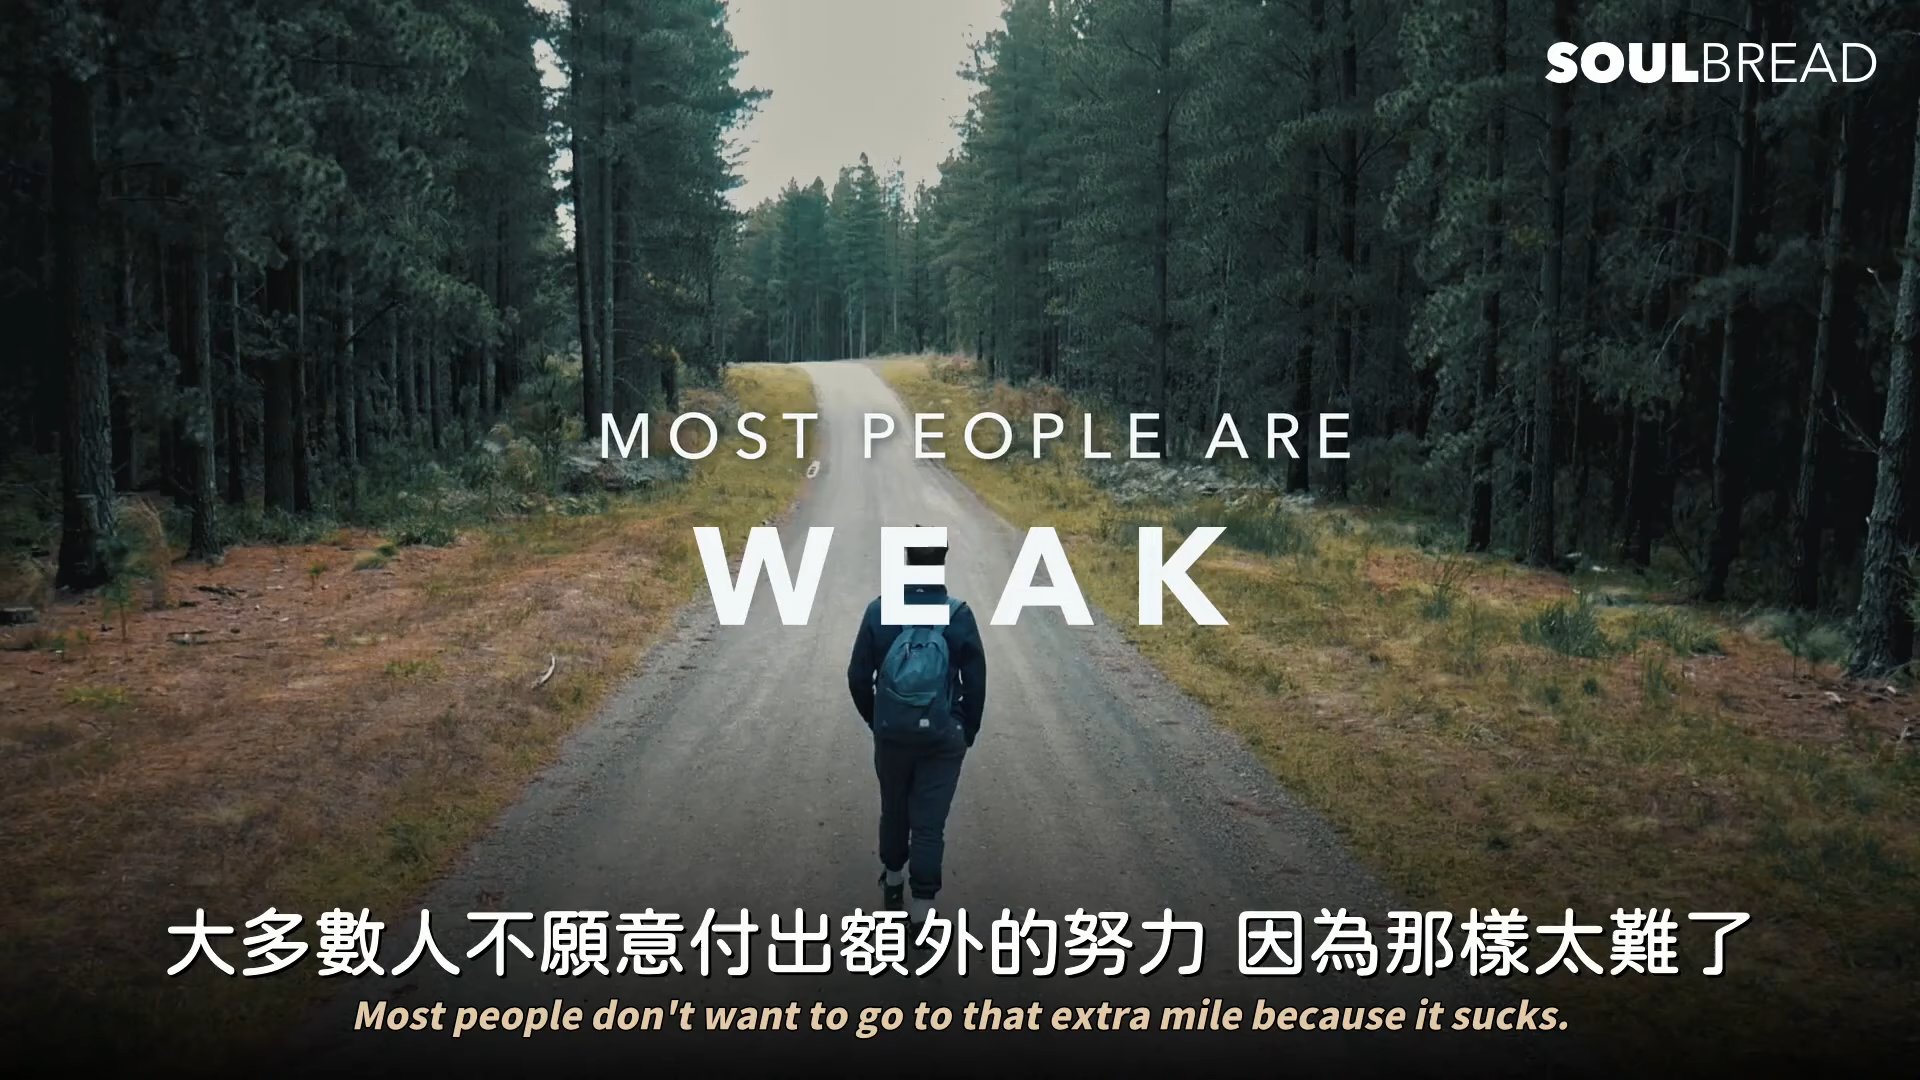 SOULBREAD
MOST PEOPLE ARE
WEAK
大多數人不願意付出額外的努力 因為那樣太難了
Most people don't want to go to that extra mile because it sucks.